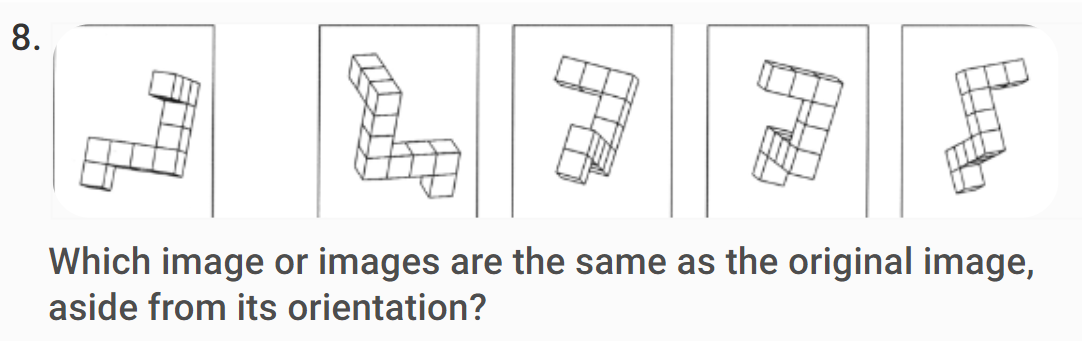 8.
Which image or images are the same as the original image,
aside from its orientation?